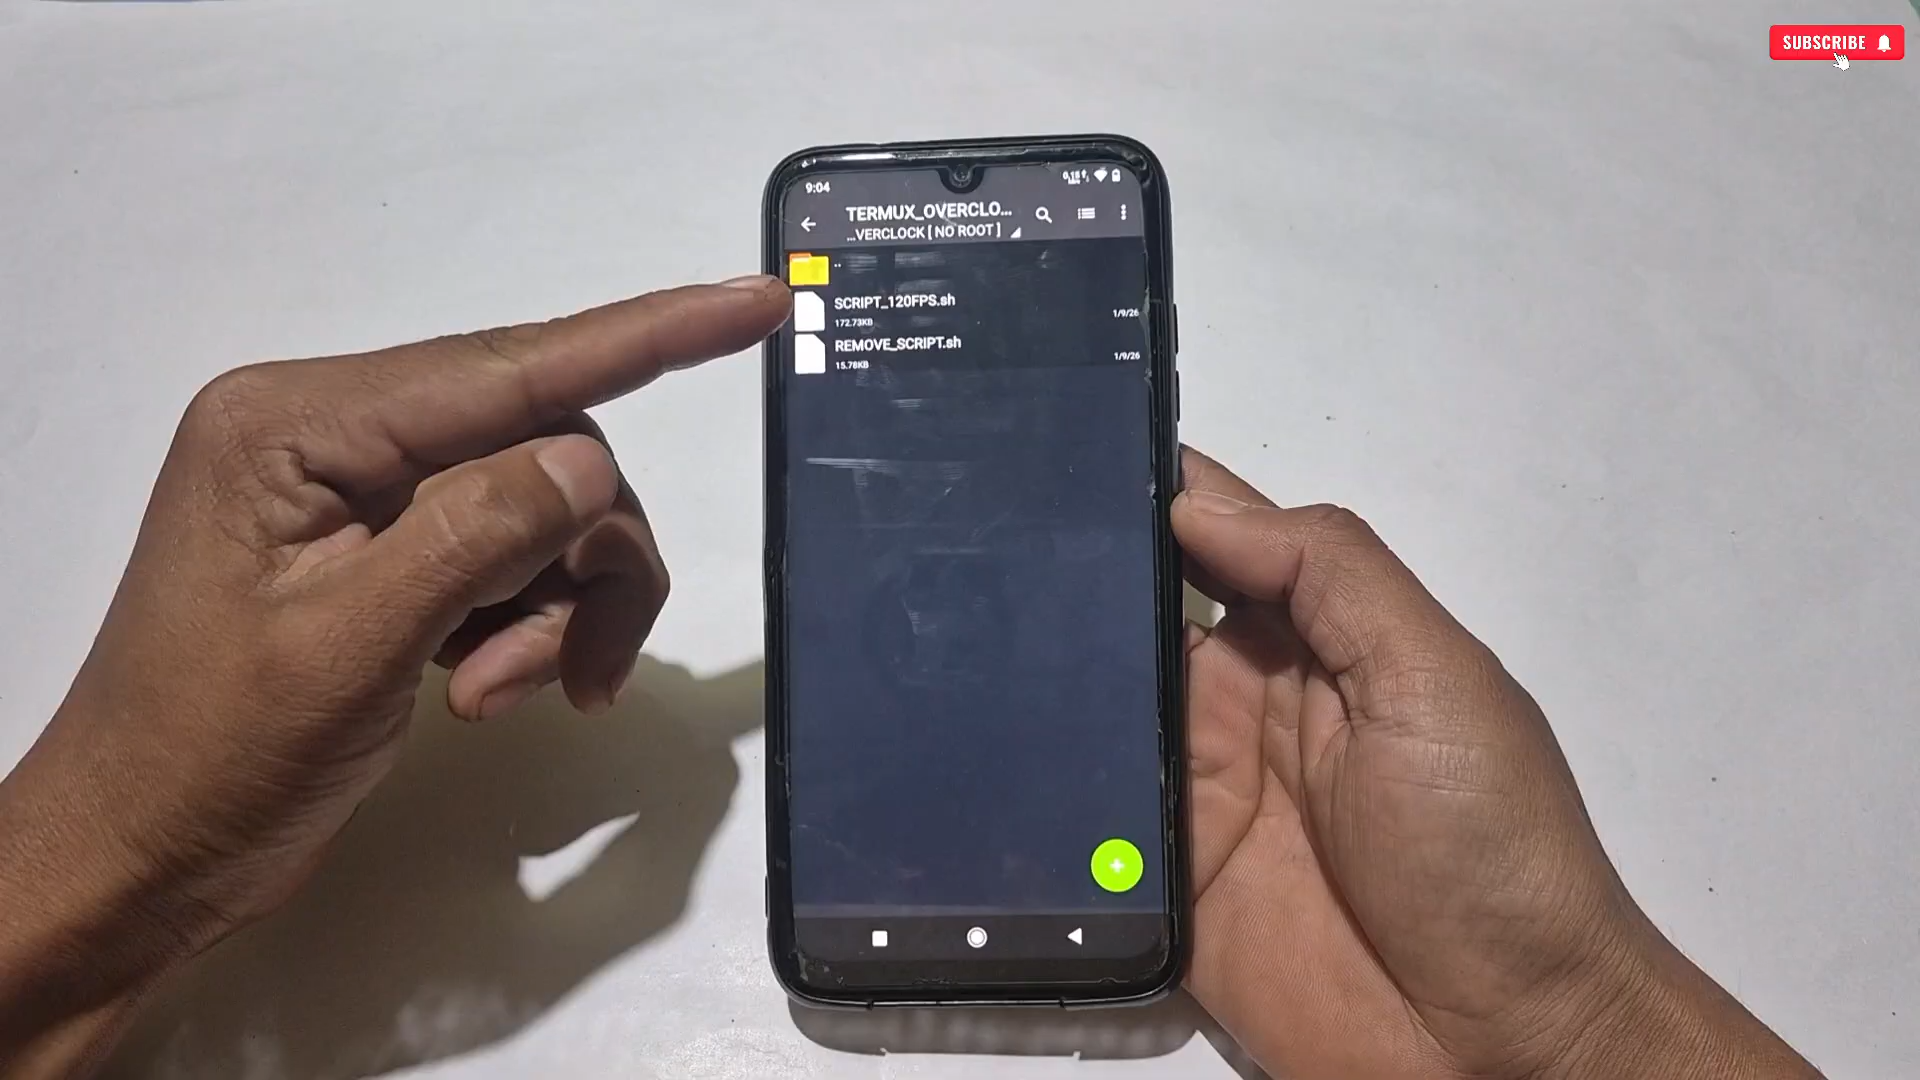 SUBSCRIBE
9:04
TERMUX_OVERCLO...
...VERCLOCK [ NO ROOT ]
..
SCRIPT_120FPS.sh
172.73KB
1/9/26
REMOVE_SCRIPT.sh
15.78KB
1/9/26